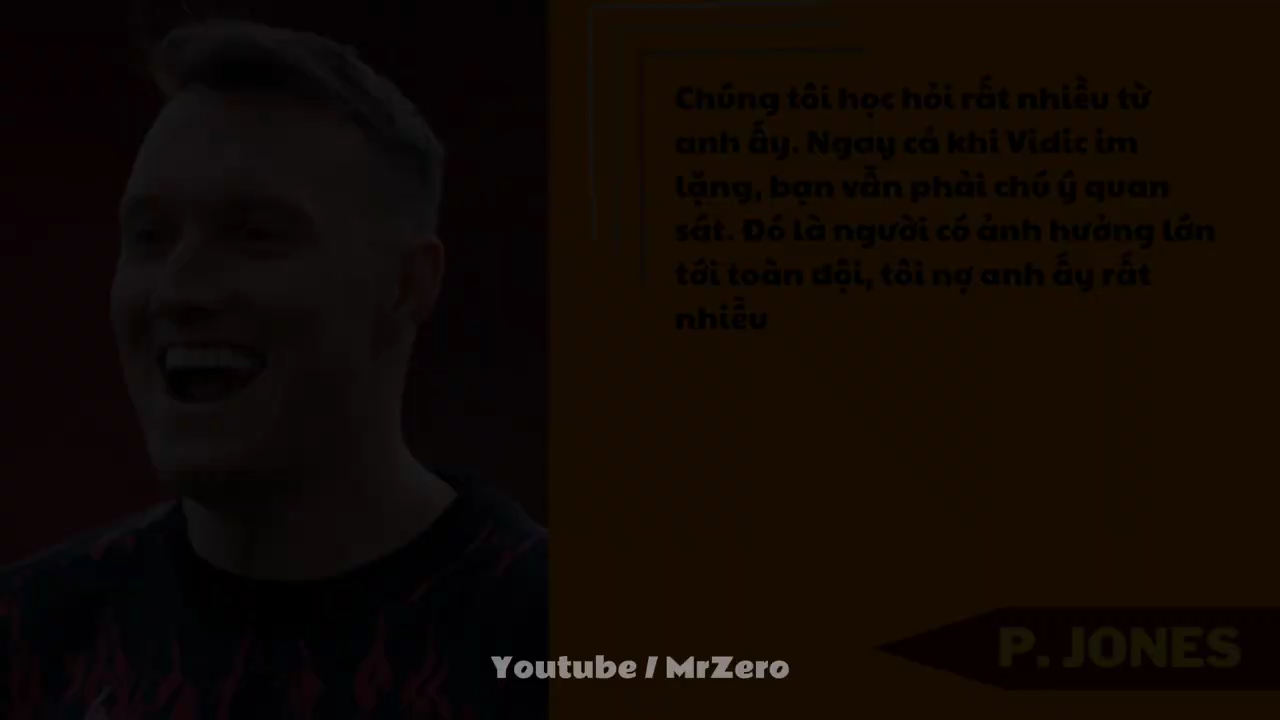 Chúng tôi học hỏi rất nhiều từ
anh ấy. Ngay cả khi Vidic im
lặng, bạn vẫn phải chú ý quan
sát. Đó là người có ảnh hưởng lớn
tới toàn đội, tôi nợ anh ấy rất
nhiều
P. JONES
Youtube / MrZero